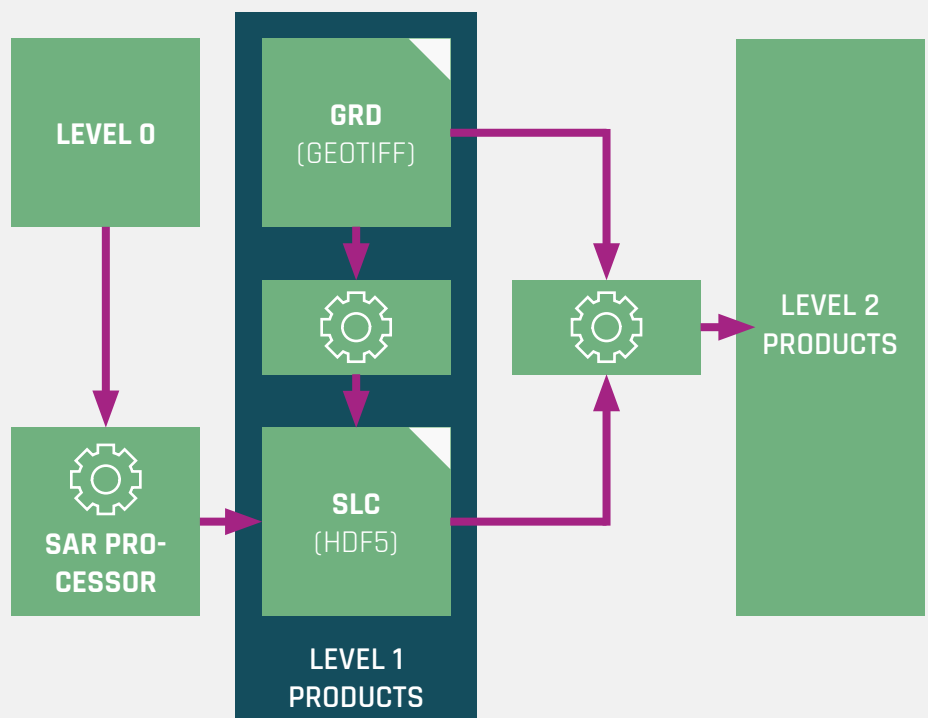 LEVEL 0
GRD
(GEOTIFF)
SLC
(HDF5)
SAR PRO-
CESSOR
LEVEL 1
PRODUCTS
LEVEL 2
PRODUCTS